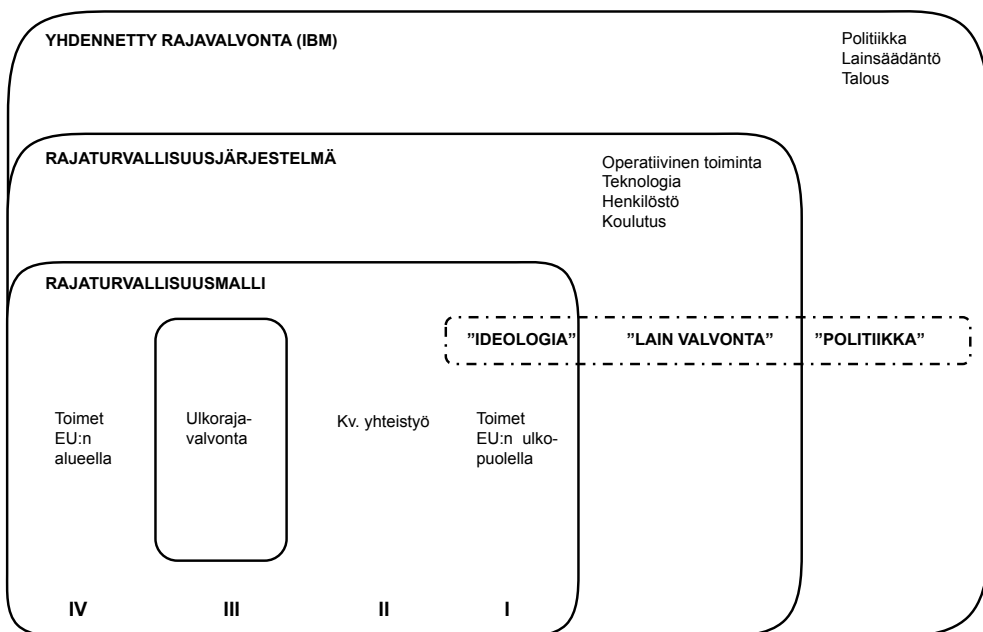 YHDENNETTY RAJAVALVONTA (IBM)
Politiikka
Lainsäädäntö
Talous
RAJATURVALLISUUSJÄRJESTELMÄ
Operatiivinen toiminta
Teknologia
Henkilöstö
Koulutus
RAJATURVALLISUUSMALLI
”IDEOLOGIA” ”LAIN VALVONTA” ”POLITIIKKA”
Toimet
EU:n
alueella
Ulkoraja-
valvonta
Kv. yhteistyö
Toimet
EU:n ulko-
puolella
IV III II I